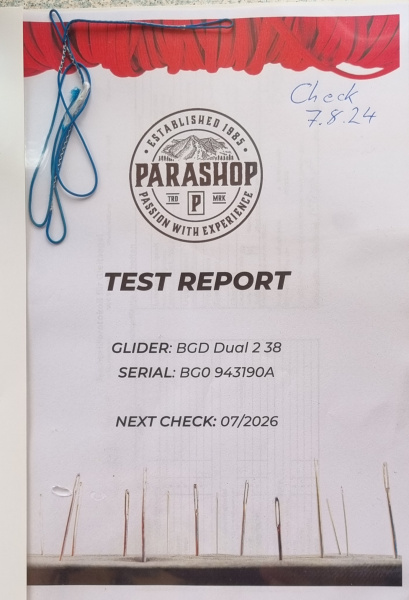 Check
7.8.24
• ESTABLISHED 1985 •
PARASHOP
TRD P MRK
PASSION WITH EXPERIENCE
TEST REPORT
GLIDER: BGD Dual 2 38
SERIAL: BG0 943190A
NEXT CHECK: 07/2026